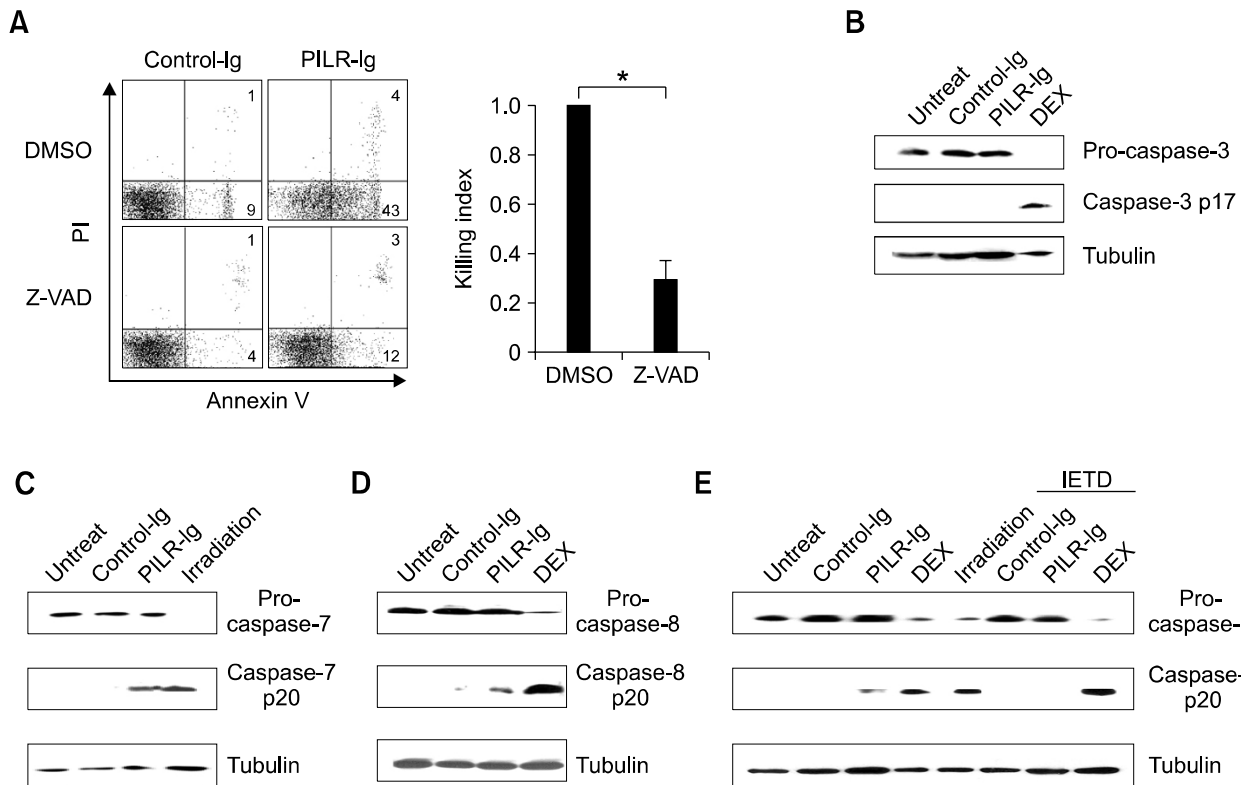 A
Control-Ig PILR-Ig
DMSO
1
9
4
43
Z-VAD
1
4
3
12
PI
Annexin V
*
Killing index
1.0
0.8
0.6
0.4
0.2
0
DMSO Z-VAD
B
Untreat Control-Ig PILR-Ig DEX
Pro-caspase-3
Caspase-3 p17
Tubulin
C
Untreat Control-Ig PILR-Ig Irradiation
Pro-
caspase-7
Caspase-7
p20
Tubulin
D
Untreat Control-Ig PILR-Ig DEX
Pro-
caspase-8
Caspase-8
p20
Tubulin
E
IETD
Untreat Control-Ig PILR-Ig DEX Irradiation Control-Ig PILR-Ig DEX
Pro-
caspase-
Caspase-
p20
Tubulin